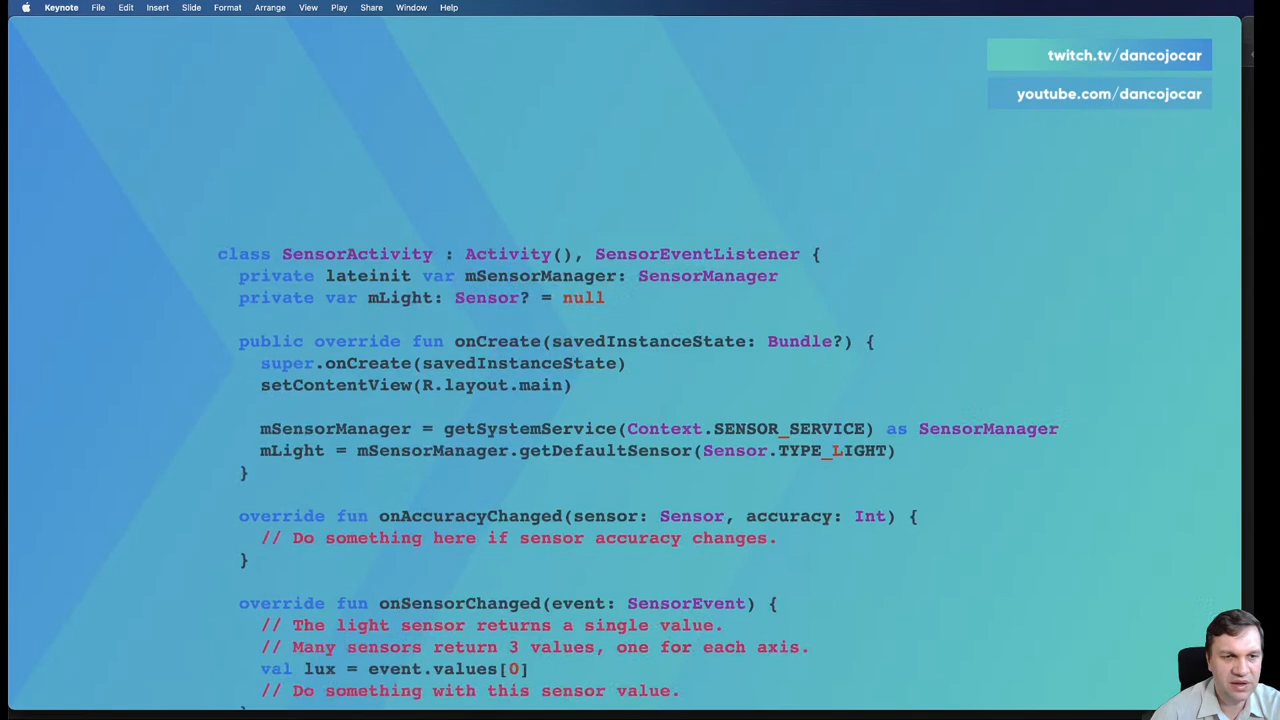 Keynote File Edit Insert Slide Format Arrange View Play Share Window Help
twitch.tv/dancojocar
youtube.com/dancojocar
class SensorActivity : Activity(), SensorEventListener {
private lateinit var mSensorManager: SensorManager
private var mLight: Sensor? = null
public override fun onCreate(savedInstanceState: Bundle?) {
super.onCreate(savedInstanceState)
setContentView(R.layout.main)
mSensorManager = getSystemService(Context.SENSOR_SERVICE) as SensorManager
mLight = mSensorManager.getDefaultSensor(Sensor.TYPE_LIGHT)
}
override fun onAccuracyChanged(sensor: Sensor, accuracy: Int) {
// Do something here if sensor accuracy changes.
}
override fun onSensorChanged(event: SensorEvent) {
// The light sensor returns a single value.
// Many sensors return 3 values, one for each axis.
val lux = event.values[0]
// Do something with this sensor value.